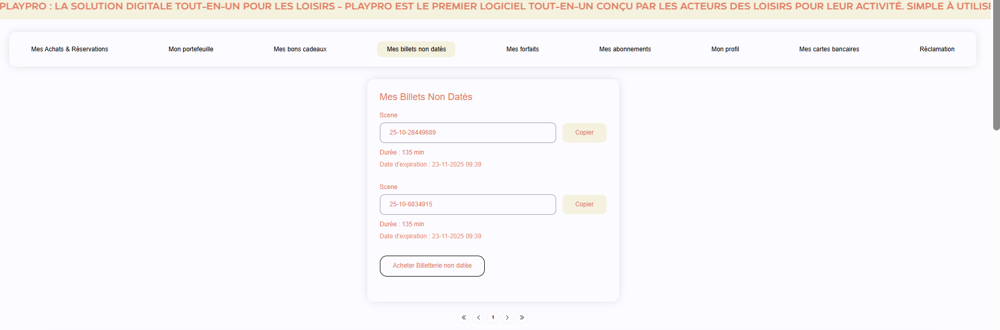 PLAYPRO : LA SOLUTION DIGITALE TOUT-EN-UN POUR LES LOISIRS - PLAYPRO EST LE PREMIER LOGICIEL TOUT-EN-UN CONÇU PAR LES ACTEURS DES LOISIRS POUR LEUR ACTIVITÉ. SIMPLE À UTILISE
Mes Achats & Réservations Mon portefeuille Mes bons cadeaux Mes billets non datés Mes forfaits Mes abonnements Mon profil Mes cartes bancaires Réclamation
Mes Billets Non Datés
Scene
25-10-28449689 Copier
Durée : 135 min
Date d'expiration : 23-11-2025 09:39
Scene
25-10-6834915 Copier
Durée : 135 min
Date d'expiration : 23-11-2025 09:39
Acheter Billetterie non datée
1